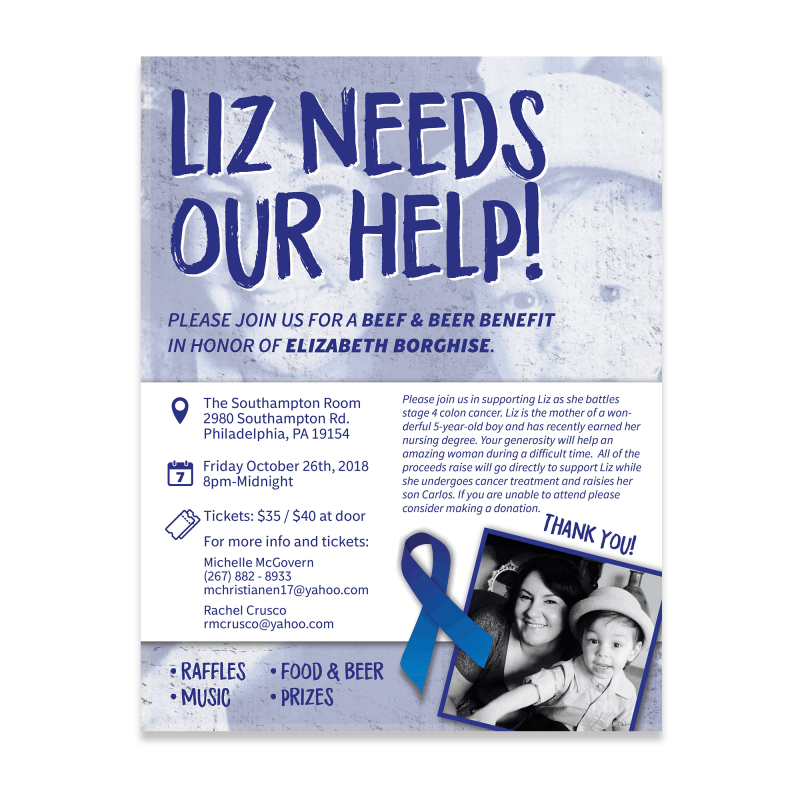 LIZ NEEDS
OUR HELP!
PLEASE JOIN US FOR A BEEF & BEER BENEFIT
IN HONOR OF ELIZABETH BORGHISE.
The Southampton Room
2980 Southampton Rd.
Philadelphia, PA 19154
7
Friday October 26th, 2018
8pm-Midnight
Tickets: $35 / $40 at door
For more info and tickets:
Michelle McGovern
(267) 882 - 8933
mchristianen17@yahoo.com
Rachel Crusco
rmcrusco@yahoo.com
Please join us in supporting Liz as she battles
stage 4 colon cancer. Liz is the mother of a won-
derful 5-year-old boy and has recently earned her
nursing degree. Your generosity will help an
amazing woman during a difficult time.  All of the
proceeds raise will go directly to support Liz while
she undergoes cancer treatment and raisies her
son Carlos. If you are unable to attend please
consider making a donation.
THANK YOU!
• RAFFLES
• MUSIC
• FOOD & BEER
• PRIZES